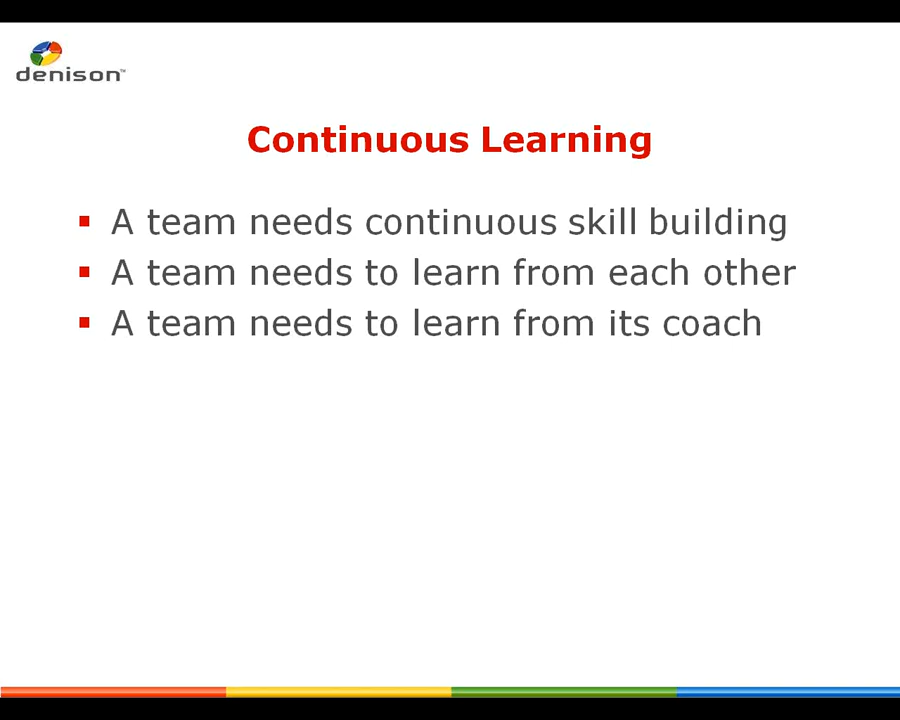 denison™
Continuous Learning
▪ A team needs continuous skill building
▪ A team needs to learn from each other
▪ A team needs to learn from its coach